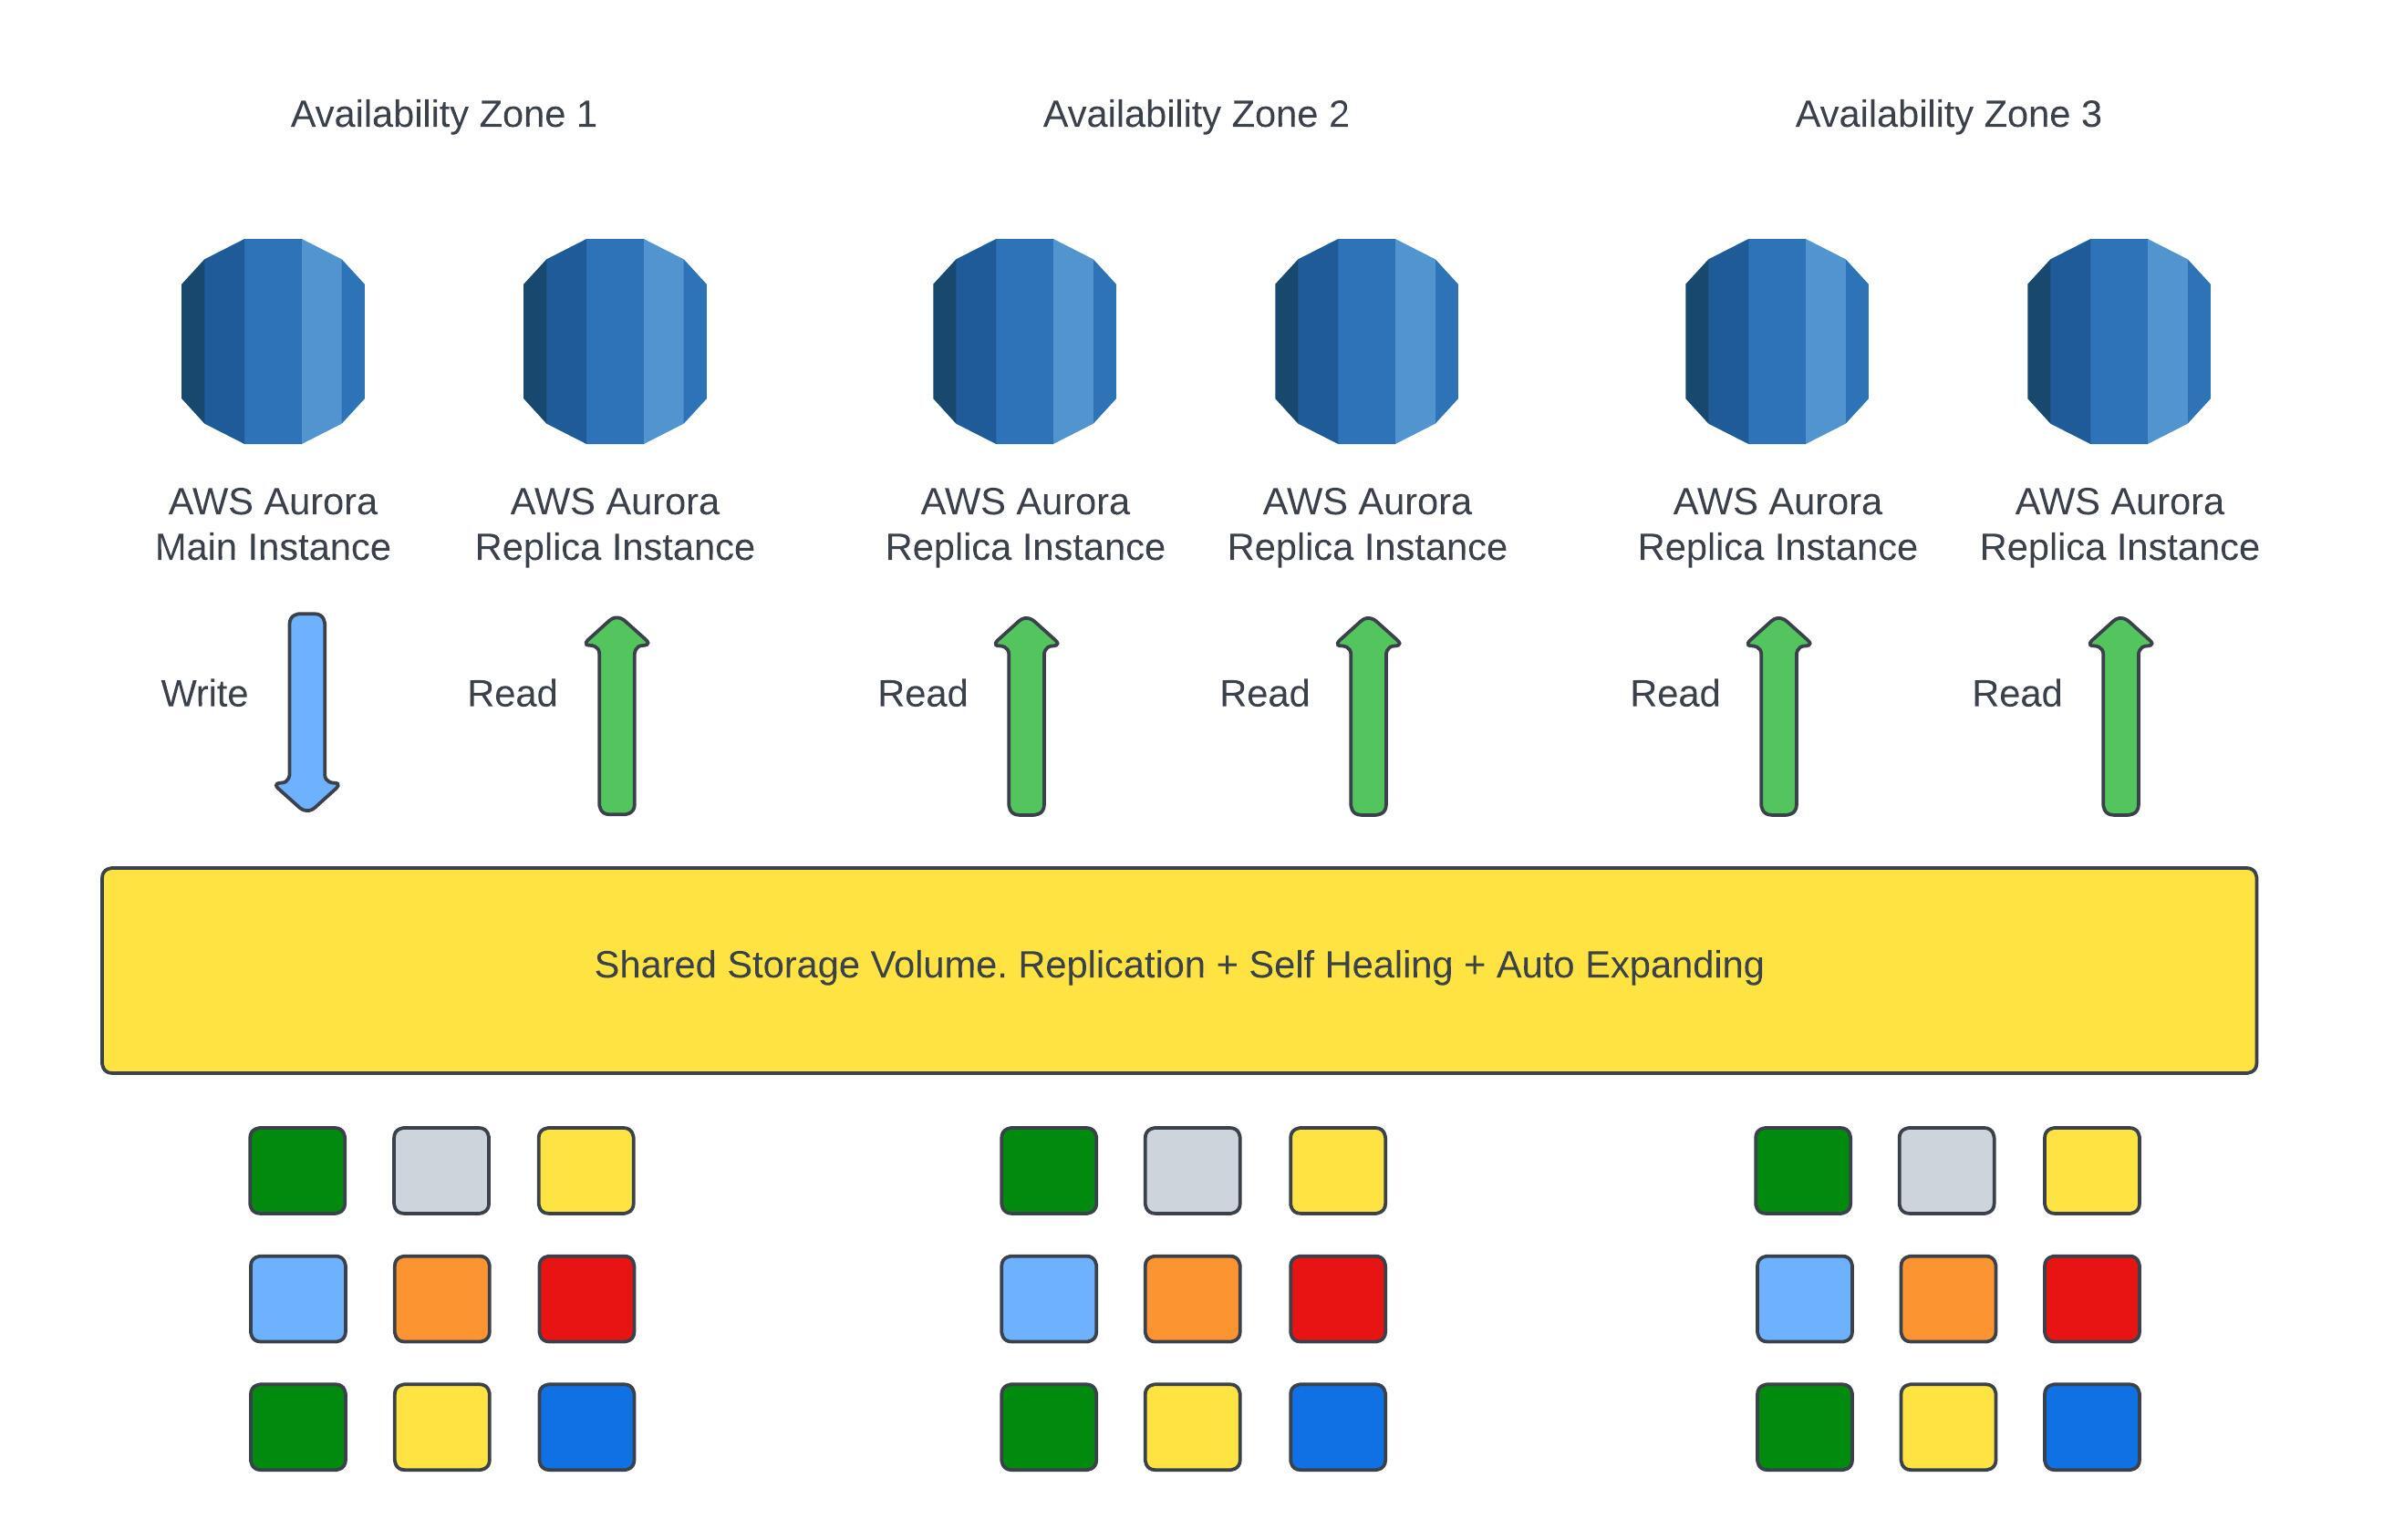 Availability Zone 1
Availability Zone 2
Availability Zone 3
AWS Aurora
Main Instance
AWS Aurora
Replica Instance
AWS Aurora
Replica Instance
AWS Aurora
Replica Instance
AWS Aurora
Replica Instance
AWS Aurora
Replica Instance
Write
Read
Read
Read
Read
Read
Shared Storage Volume. Replication + Self Healing + Auto Expanding